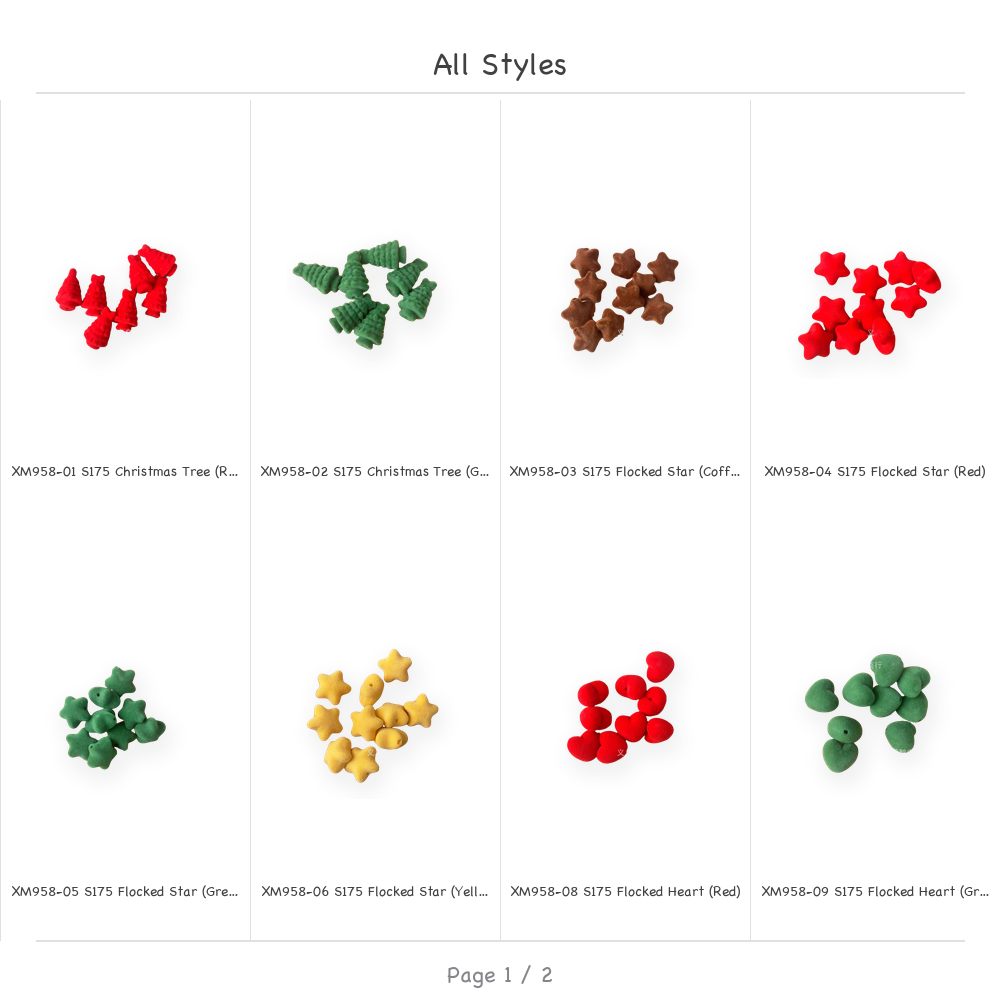 All Styles
XM958-01 S175 Christmas Tree (R...
XM958-02 S175 Christmas Tree (G...
XM958-03 S175 Flocked Star (Coff...
XM958-04 S175 Flocked Star (Red)
XM958-05 S175 Flocked Star (Gre...
XM958-06 S175 Flocked Star (Yell...
XM958-08 S175 Flocked Heart (Red)
XM958-09 S175 Flocked Heart (Gr...
Page 1 / 2